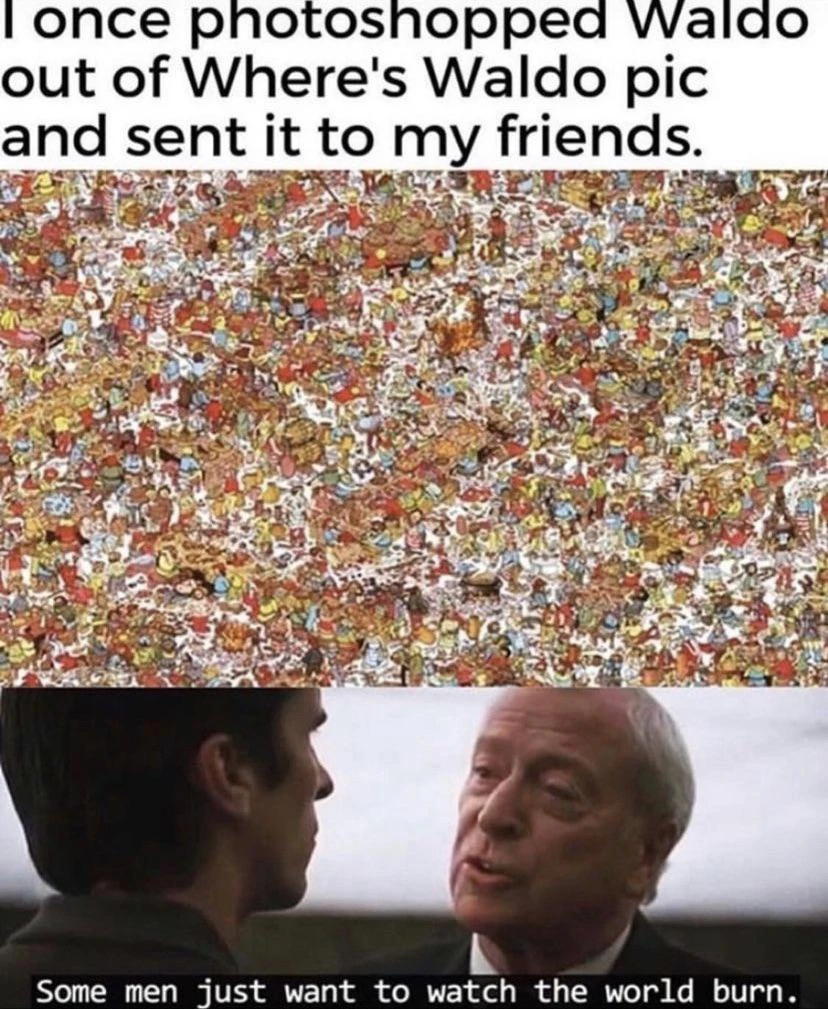 I once photoshopped Waldo
out of Where's Waldo pic
and sent it to my friends.
Some men just want to watch the world burn.